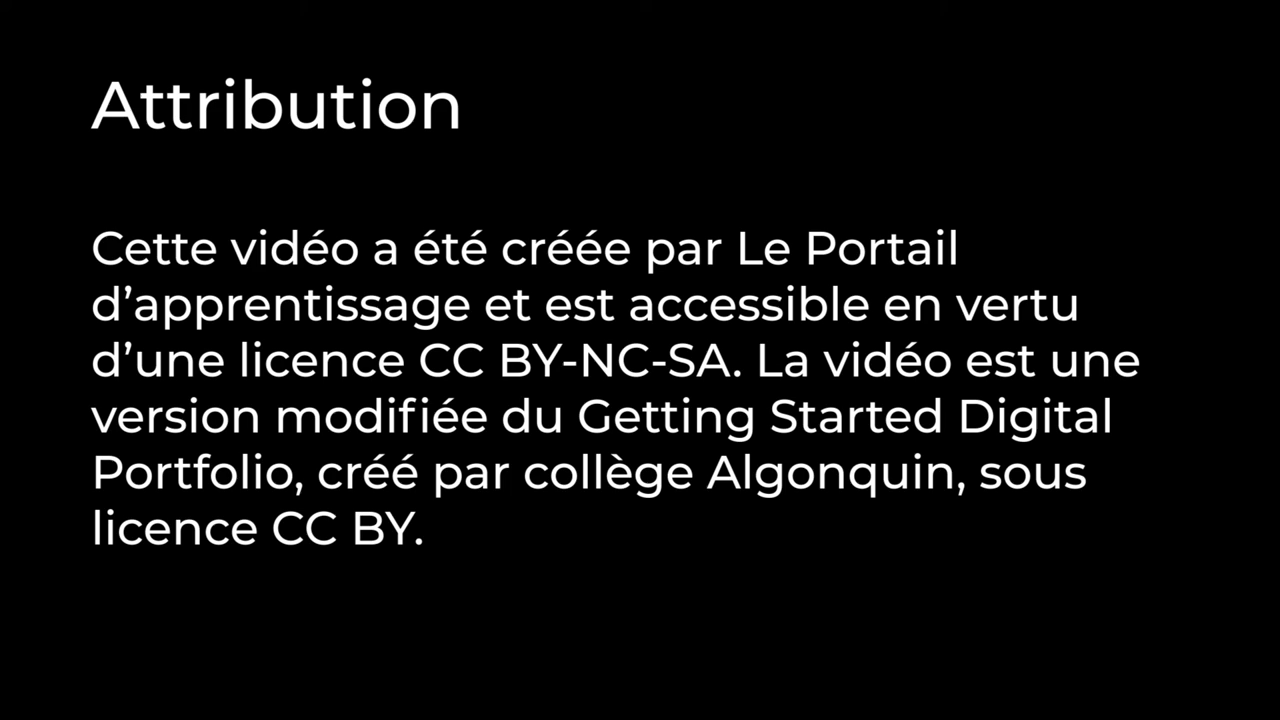 Attribution
Cette vidéo a été créée par Le Portail
d’apprentissage et est accessible en vertu
d’une licence CC BY-NC-SA. La vidéo est une
version modifiée du Getting Started Digital
Portfolio, créé par collège Algonquin, sous
licence CC BY.